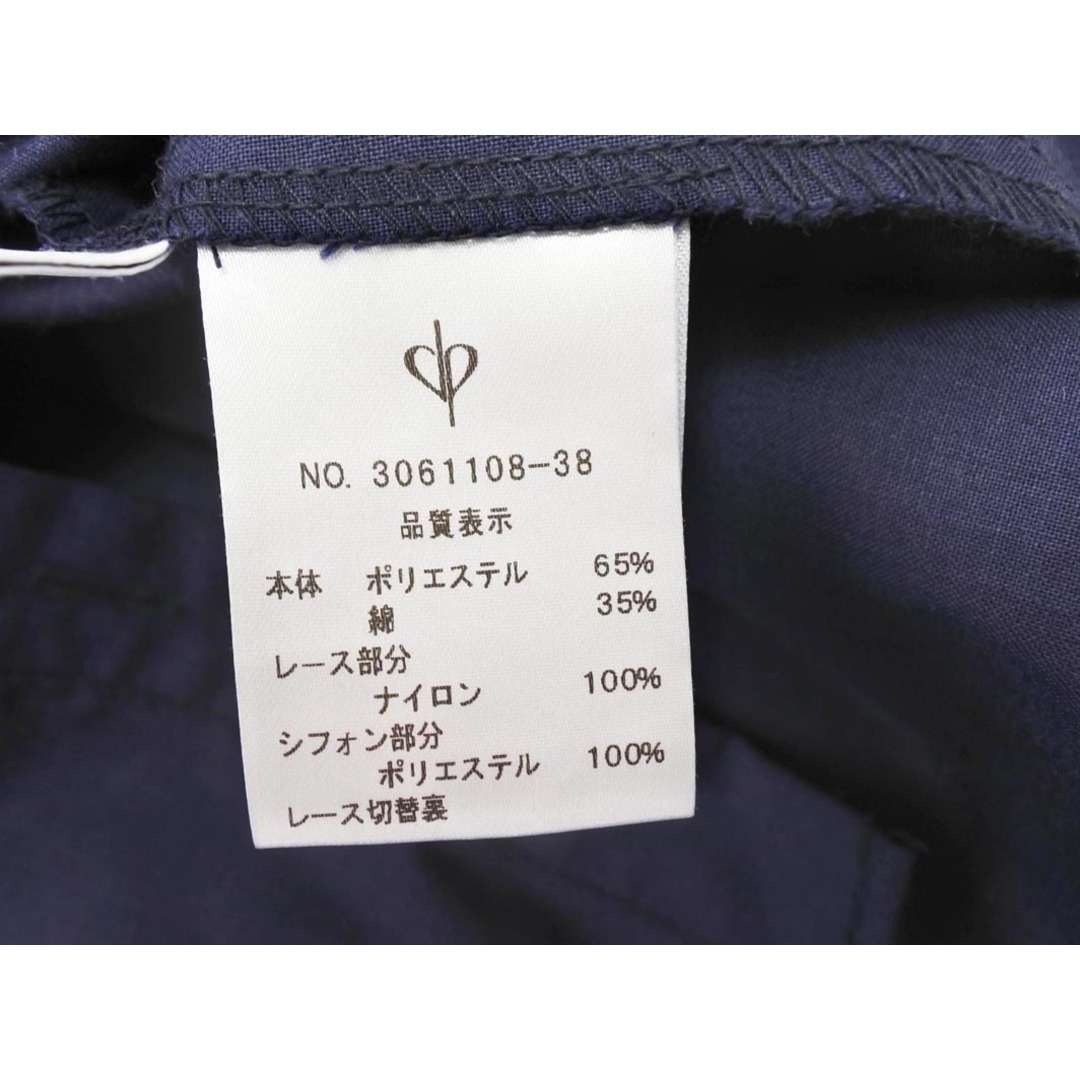 NO. 3061108-38
品質表示
本体 ポリエステル 65%
綿 35%
レース部分
ナイロン 100%
シフォン部分
ポリエステル 100%
レース切替裏